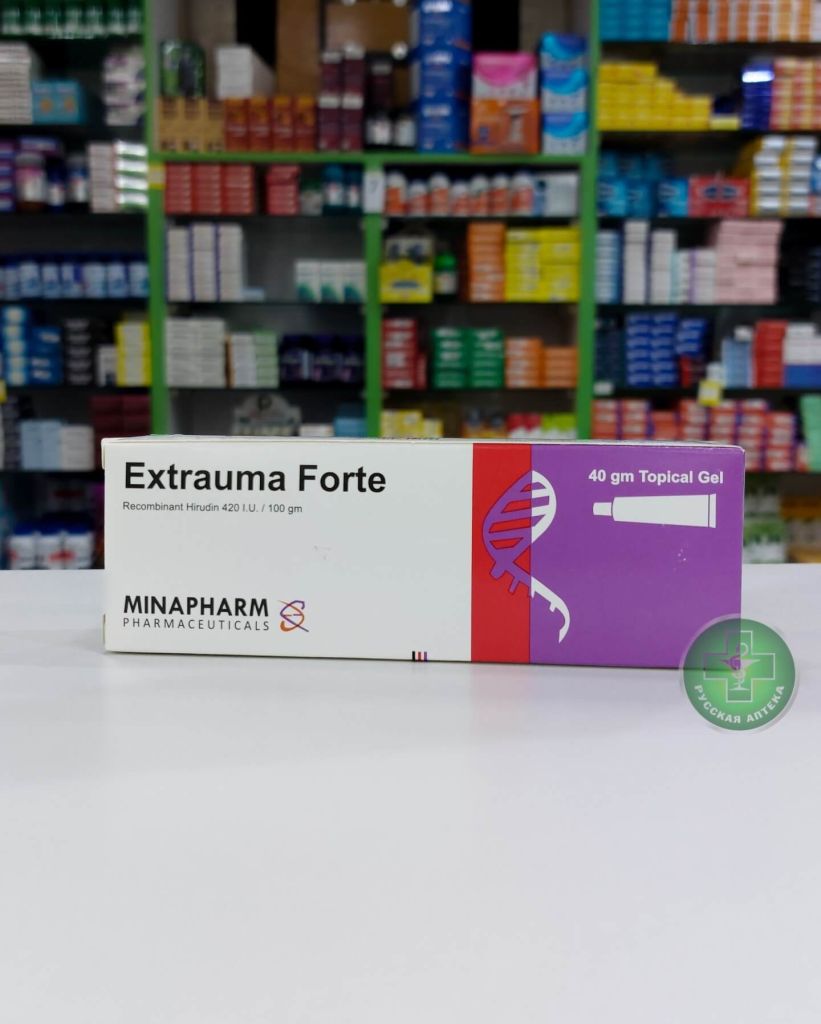 Extrauma Forte
Recombinant Hirudin 420 I.U. / 100 gm
40 gm Topical Gel
MINAPHARM
PHARMACEUTICALS
РУССКАЯ АПТЕКА